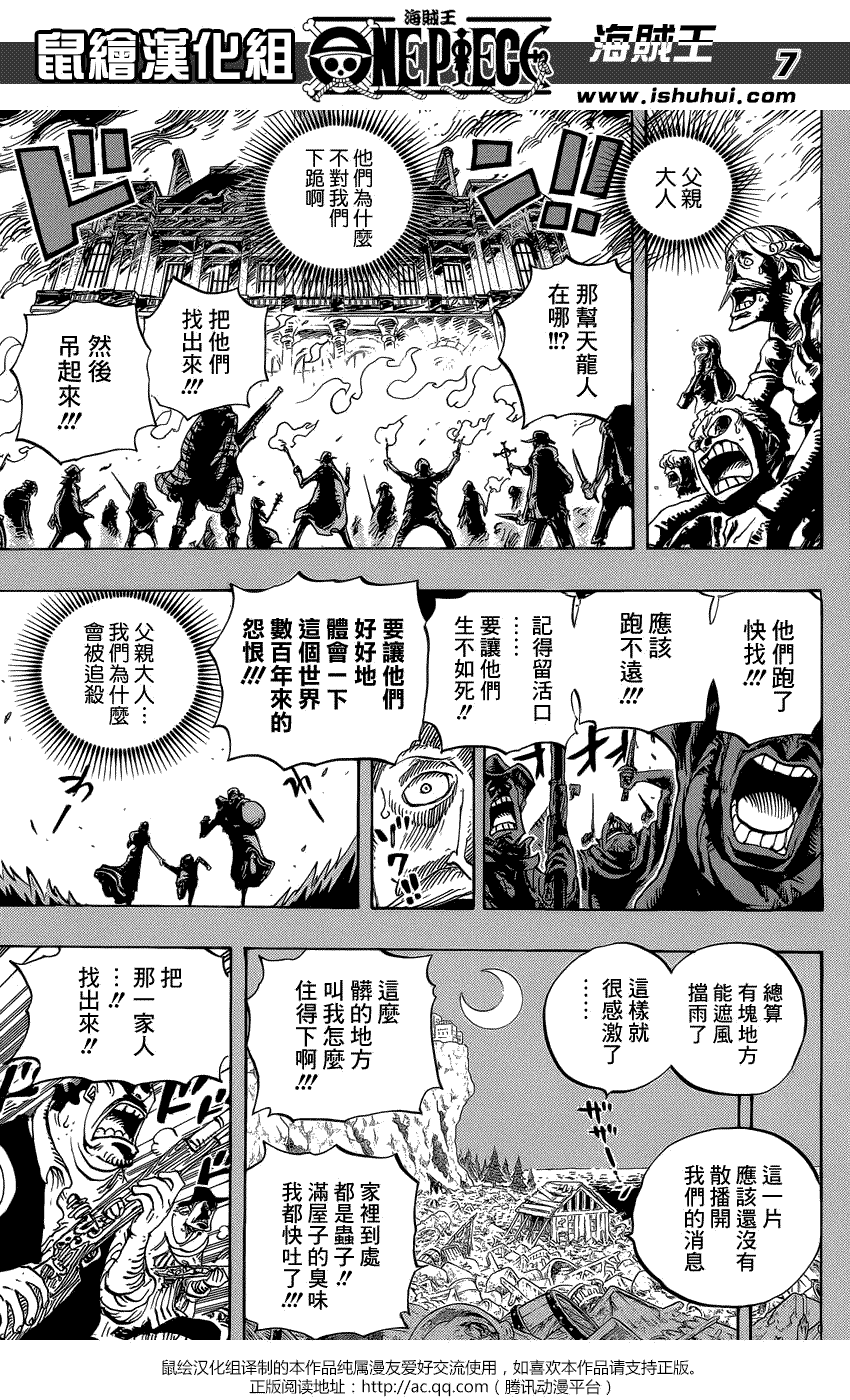 鼠繪漢化組
海賊王
ONE PIECE
海賊王
7
www.ishuhui.com
父親
大人
他們為什麼
不對我們
下跪啊
ドン!!
那幫天龍人
在哪!!?
把他們
找出來!!!
然後
吊起來!!!
他們跑了
快找!!!
應該
跑不遠!!!
記得留活口
……
要讓他們
生不如死!!
要讓他們
好好地
體會一下
這個世界
數百年來的
怨恨!!!
父親大人…
我們為什麼
會被追殺
總算
有塊地方
能遮風
擋雨了
這樣就
很感激了
……
這一片
應該還沒有
散播開
我們的消息
這麼
髒的地方
叫我怎麼
住得下啊!!!
家裡到處
都是蟲子!!
滿屋子的臭味
我都快吐了!!!
把
那一家人
…!!
找出來!!
鼠绘汉化组译制的本作品纯属漫友爱好交流使用，如喜欢本作品请支持正版。
正版阅读地址：http://ac.qq.com（腾讯动漫平台）